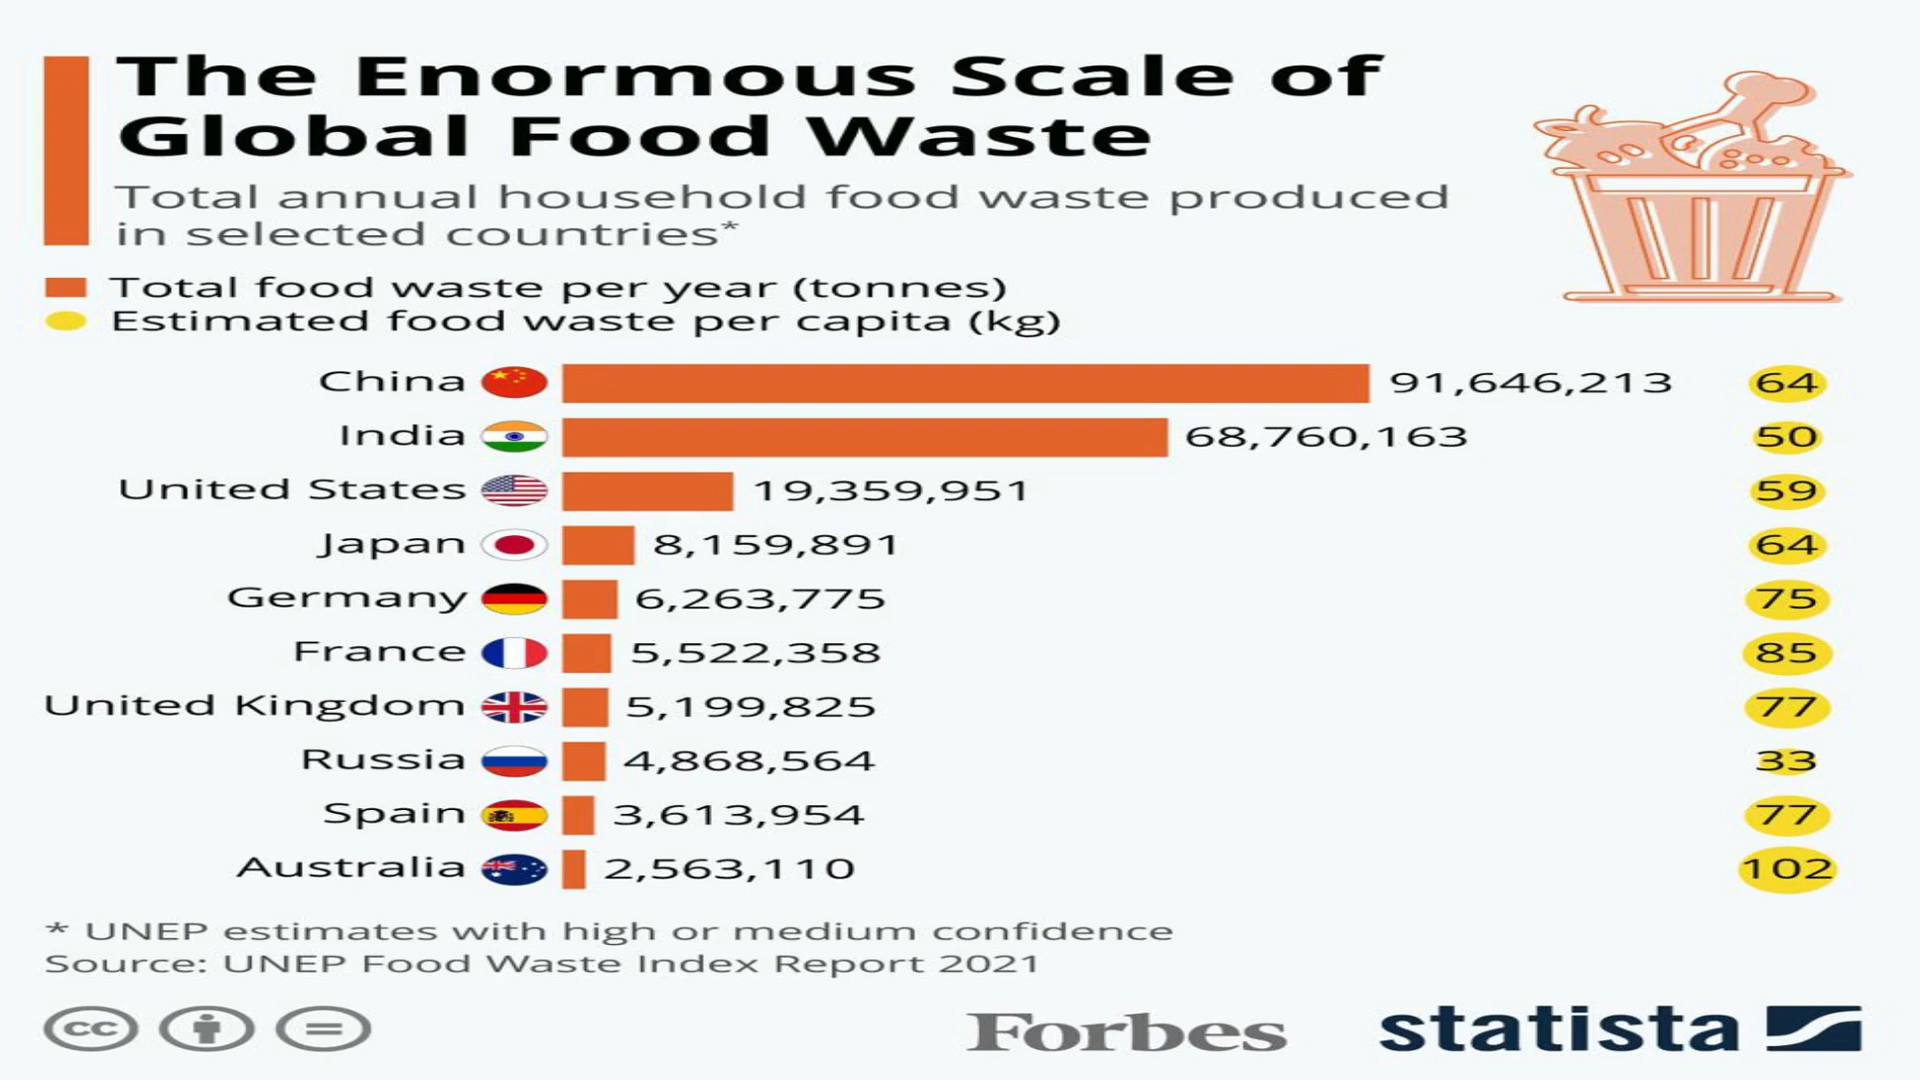 The Enormous Scale of
Global Food Waste
Total annual household food waste produced
in selected countries*
Total food waste per year (tonnes)
Estimated food waste per capita (kg)
China 91,646,213 64
India 68,760,163 50
United States 19,359,951 59
Japan 8,159,891 64
Germany 6,263,775 75
France 5,522,358 85
United Kingdom 5,199,825 77
Russia 4,868,564 33
Spain 3,613,954 77
Australia 2,563,110 102
* UNEP estimates with high or medium confidence
Source: UNEP Food Waste Index Report 2021
cc Forbes statista